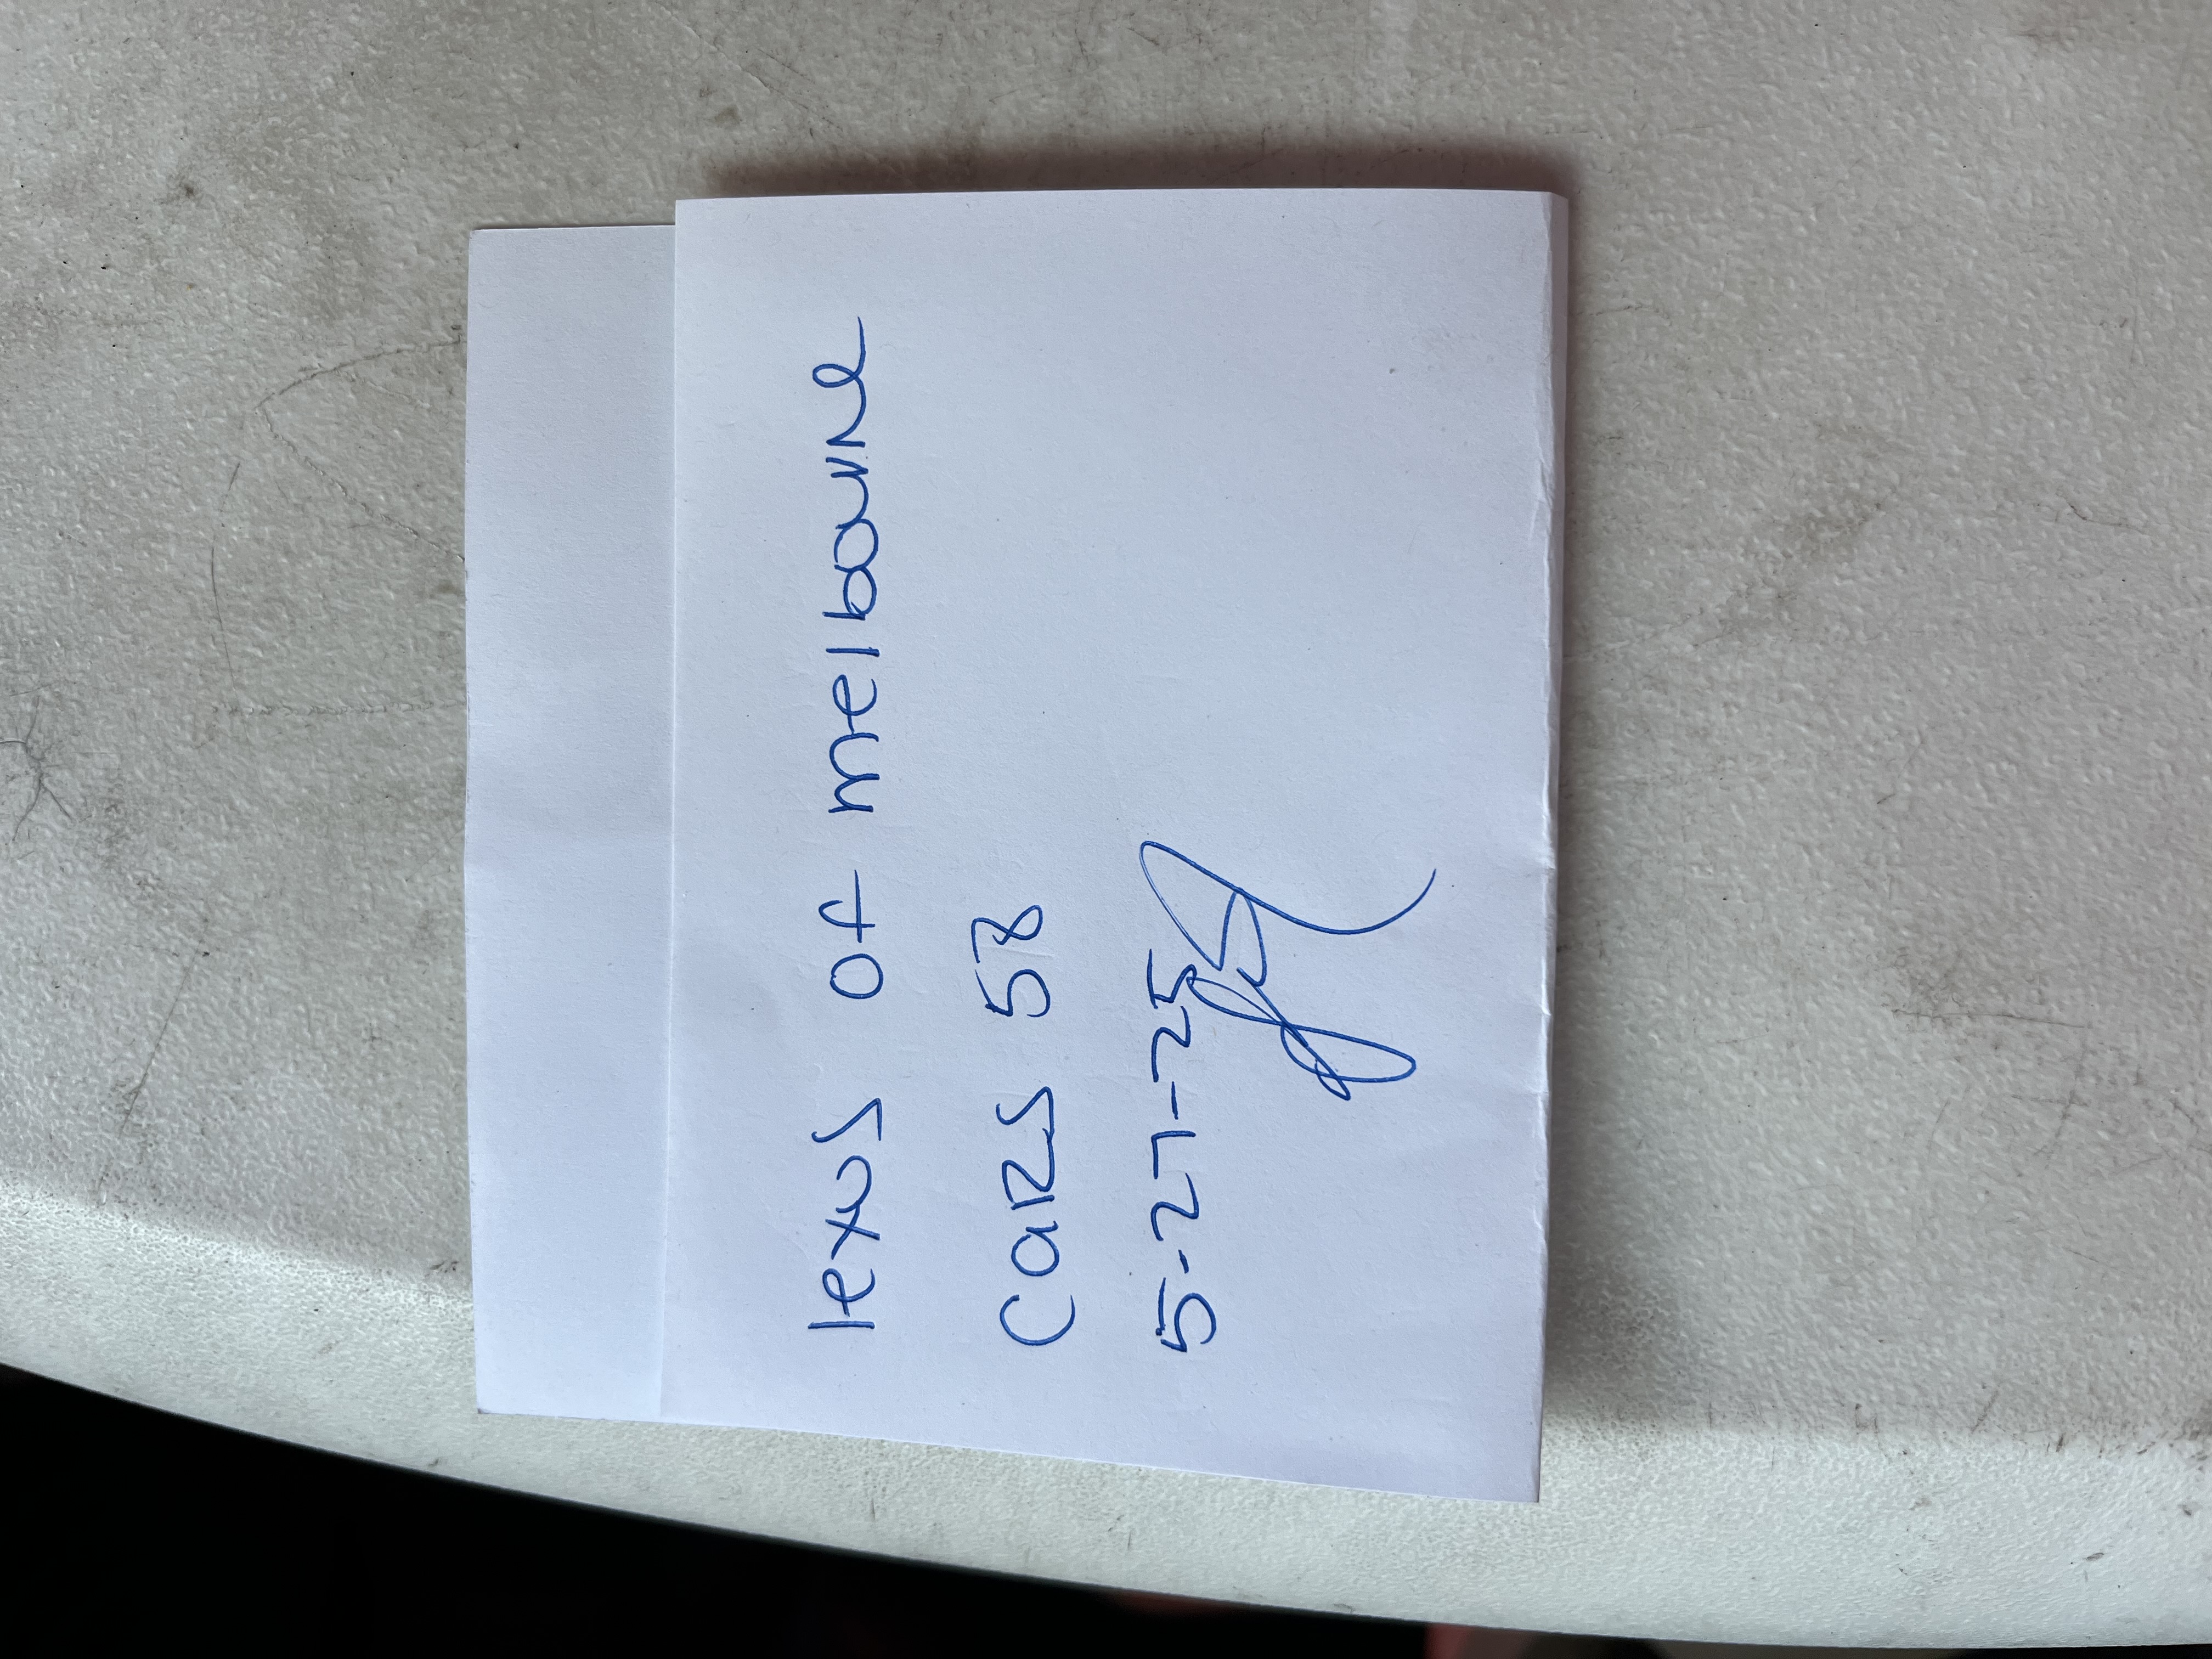 lexus of melbourne
Cars 58
5-27-25